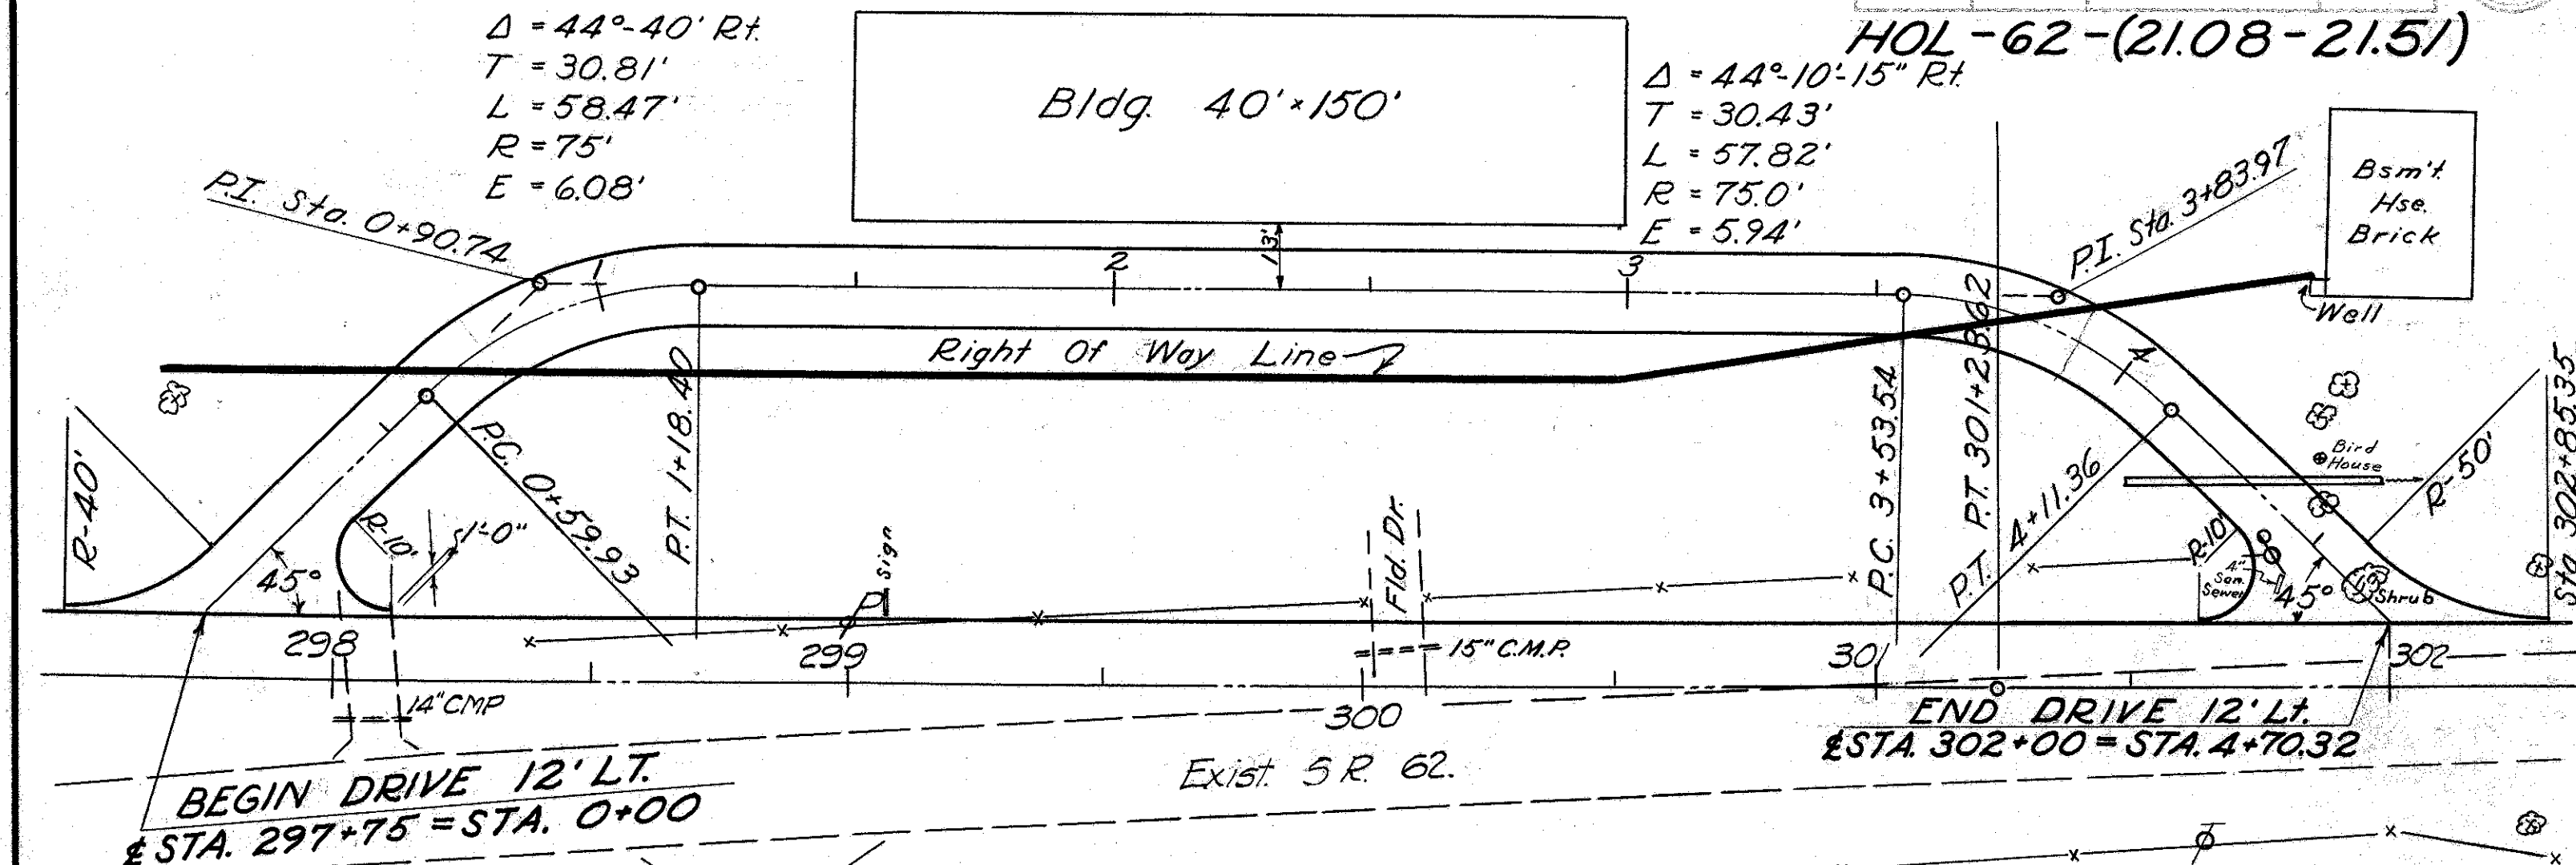 HOL-62-(21.08-21.51)
Δ = 44°-40' Rt.
T = 30.81'
L = 58.47'
R = 75'
E = 6.08'
Bldg. 40'×150'
Δ = 44°-10'-15" Rt.
T = 30.43'
L = 57.82'
R = 75.0'
E = 5.94'
Bsm't.
Hse.
Brick
P.I. Sta. 0+90.74
P.I. Sta. 3+83.97
Well
1
2
3
4
13'
Right Of Way Line
R-40'
R-10'
1'-0"
45°
P.C. 0+59.93
P.T. 1+18.40
Sign
Fld. Dr.
P.C. 3+53.54
P.T. 301+23.62
P.T. 4+11.36
Bird
House
R-50'
Sta 302+85.35
R-10'
4"
San.
Sewer
45°
Shrub
298
299
300
301
302
14" CMP
15" C.M.P.
Exist. S.R. 62.
BEGIN DRIVE 12' LT.
℄ STA. 297+75 = STA. 0+00
END DRIVE 12' Lt.
℄ STA. 302+00 = STA. 4+70.32